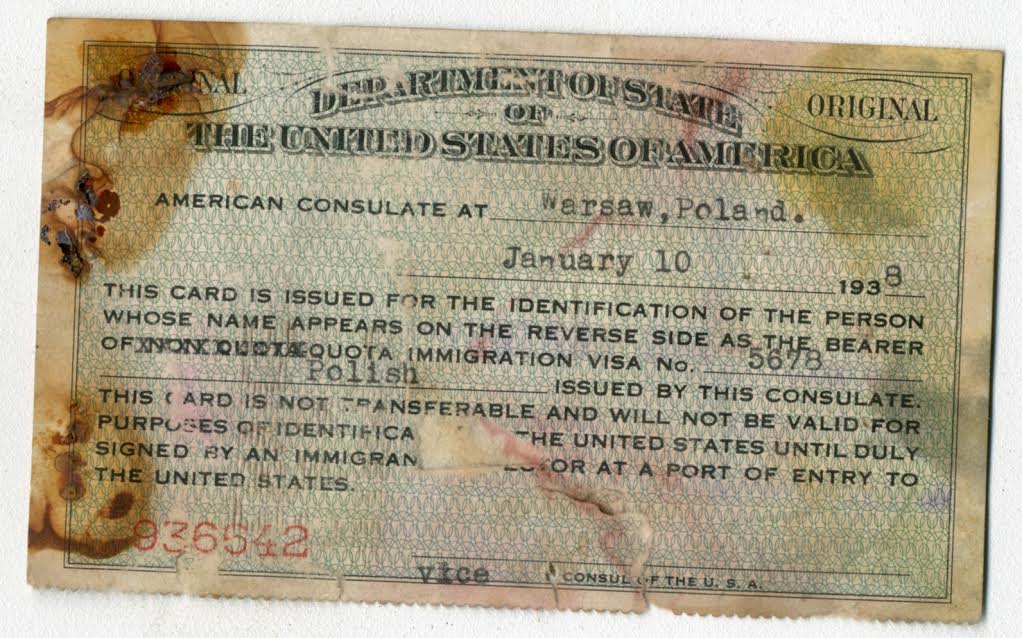 ORIGINAL
DEPARTMENT OF STATE
OF
THE UNITED STATES OF AMERICA
AMERICAN CONSULATE AT Warsaw, Poland.
January 10 1938
THIS CARD IS ISSUED FOR THE IDENTIFICATION OF THE PERSON
WHOSE NAME APPEARS ON THE REVERSE SIDE AS THE BEARER
OF QUOTA IMMIGRATION VISA No. 5678
Polish ISSUED BY THIS CONSULATE.
THIS CARD IS NOT TRANSFERABLE AND WILL NOT BE VALID FOR
PURPOSES OF IDENTIFICA THE UNITED STATES UNTIL DULY
SIGNED BY AN IMMIGRAN OR AT A PORT OF ENTRY TO
THE UNITED STATES.
936542
vice CONSUL OF THE U. S. A.